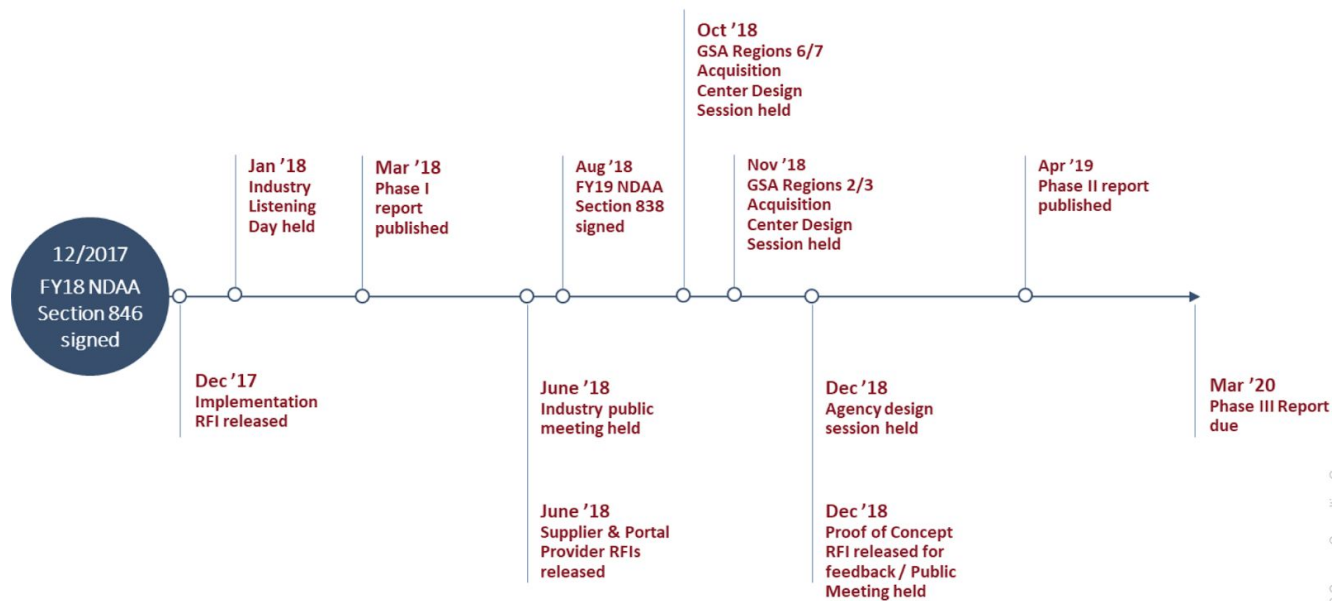 12/2017
FY18 NDAA
Section 846
signed
Dec ’17
Implementation
RFI released
Jan ’18
Industry
Listening
Day held
Mar ’18
Phase I
report
published
June ’18
Industry public
meeting held
June ’18
Supplier & Portal
Provider RFIs
released
Aug ’18
FY19 NDAA
Section 838
signed
Oct ’18
GSA Regions 6/7
Acquisition
Center Design
Session held
Nov ’18
GSA Regions 2/3
Acquisition
Center Design
Session held
Dec ’18
Agency design
session held
Dec ’18
Proof of Concept
RFI released for
feedback / Public
Meeting held
Apr ’19
Phase II report
published
Mar ’20
Phase III Report
due